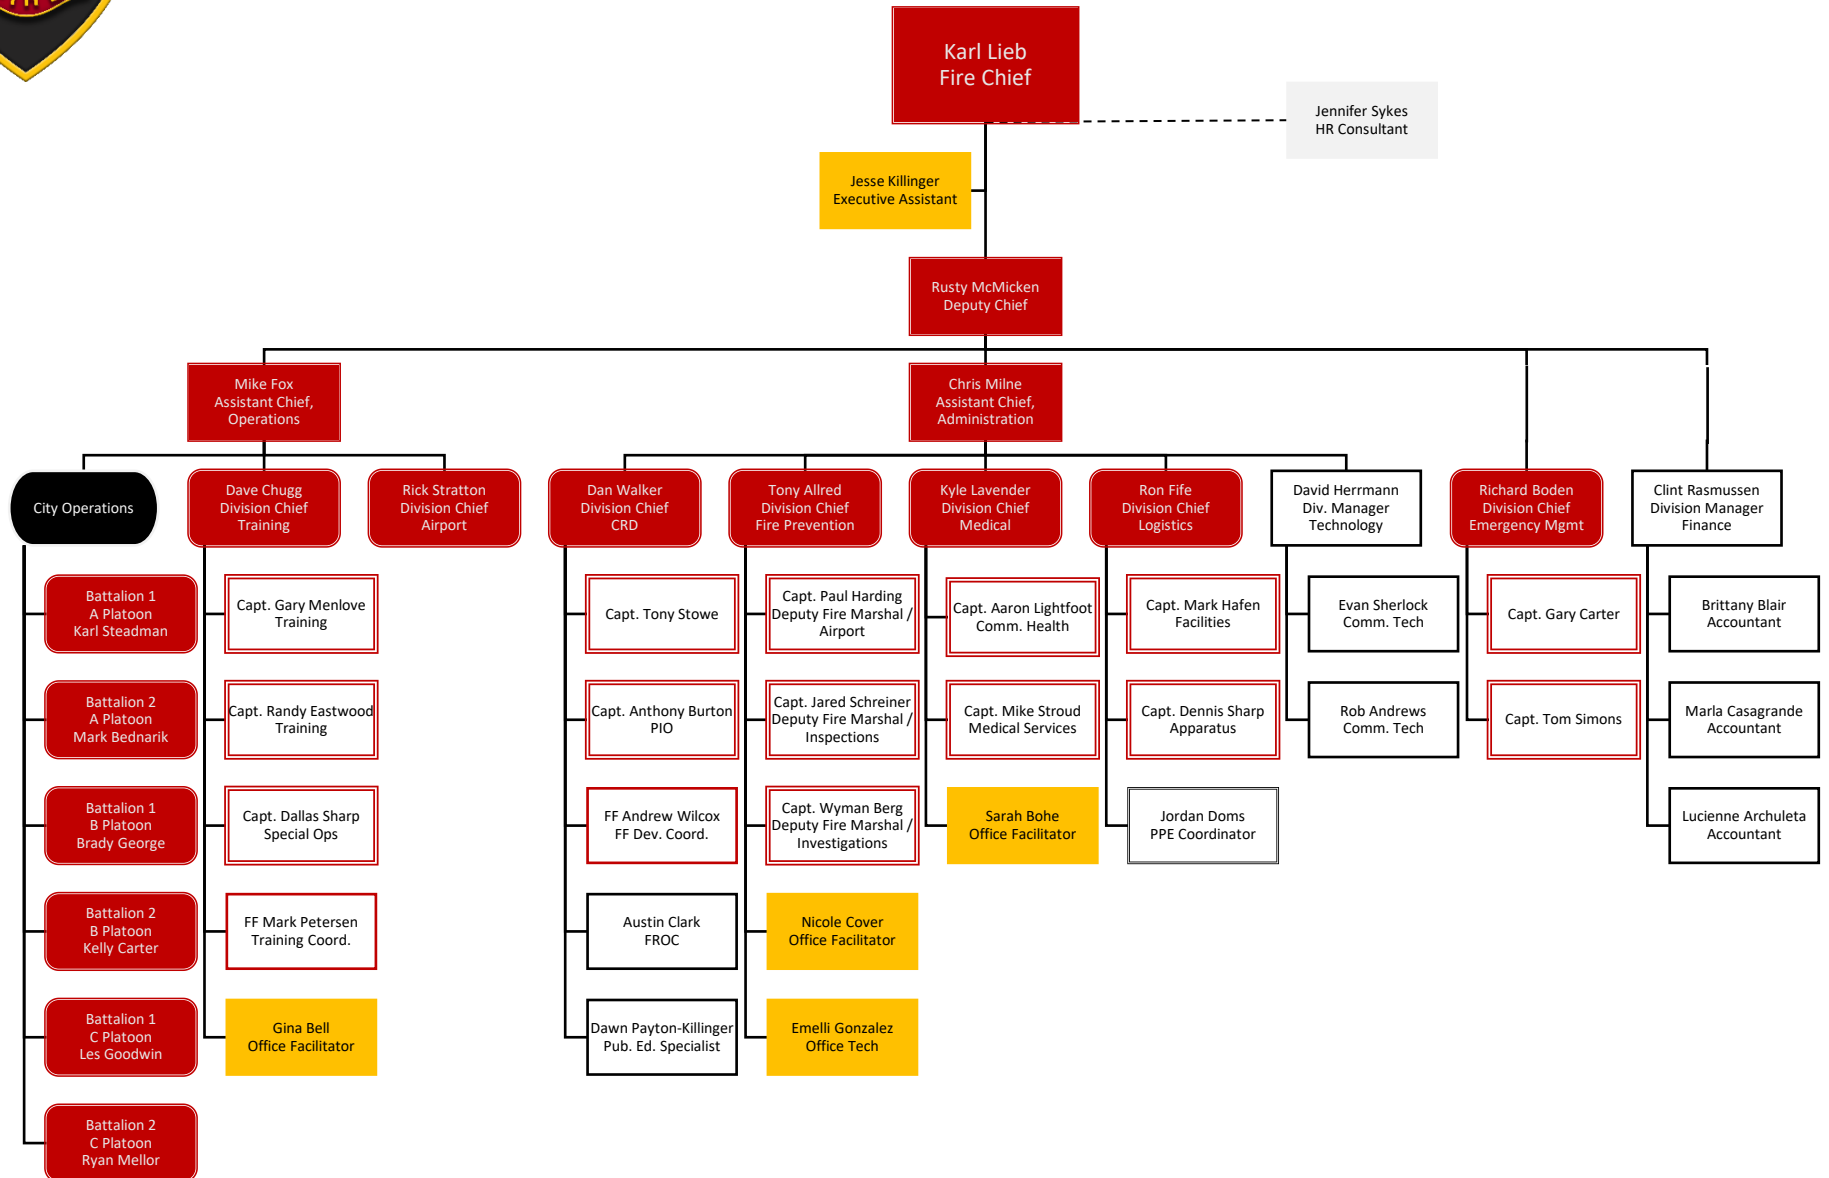 Karl Lieb
Fire Chief
Jennifer Sykes
HR Consultant
Jesse Killinger
Executive Assistant
Rusty McMicken
Deputy Chief
Mike Fox
Assistant Chief,
Operations
Chris Milne
Assistant Chief,
Administration
City Operations
Dave Chugg
Division Chief
Training
Rick Stratton
Division Chief
Airport
Dan Walker
Division Chief
CRD
Tony Allred
Division Chief
Fire Prevention
Kyle Lavender
Division Chief
Medical
Ron Fife
Division Chief
Logistics
David Herrmann
Div. Manager
Technology
Richard Boden
Division Chief
Emergency Mgmt
Clint Rasmussen
Division Manager
Finance
Battalion 1
A Platoon
Karl Steadman
Capt. Gary Menlove
Training
Capt. Tony Stowe
Capt. Paul Harding
Deputy Fire Marshal /
Airport
Capt. Aaron Lightfoot
Comm. Health
Capt. Mark Hafen
Facilities
Evan Sherlock
Comm. Tech
Capt. Gary Carter
Brittany Blair
Accountant
Battalion 2
A Platoon
Mark Bednarik
Capt. Randy Eastwood
Training
Capt. Anthony Burton
PIO
Capt. Jared Schreiner
Deputy Fire Marshal /
Inspections
Capt. Mike Stroud
Medical Services
Capt. Dennis Sharp
Apparatus
Rob Andrews
Comm. Tech
Capt. Tom Simons
Marla Casagrande
Accountant
Battalion 1
B Platoon
Brady George
Capt. Dallas Sharp
Special Ops
FF Andrew Wilcox
FF Dev. Coord.
Capt. Wyman Berg
Deputy Fire Marshal /
Investigations
Sarah Bohe
Office Facilitator
Jordan Doms
PPE Coordinator
Lucienne Archuleta
Accountant
Battalion 2
B Platoon
Kelly Carter
FF Mark Petersen
Training Coord.
Austin Clark
FROC
Nicole Cover
Office Facilitator
Battalion 1
C Platoon
Les Goodwin
Gina Bell
Office Facilitator
Dawn Payton-Killinger
Pub. Ed. Specialist
Emelli Gonzalez
Office Tech
Battalion 2
C Platoon
Ryan Mellor